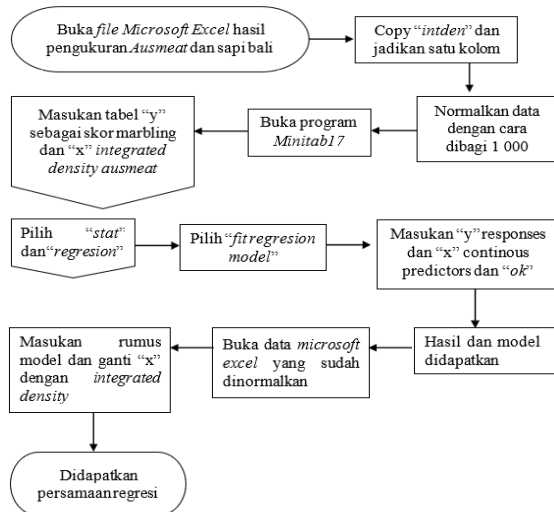 Buka file Microsoft Excel hasil
pengukuran Ausmeat dan sapi bali
Copy “intden” dan
jadikan satu kolom
Normalkan data
dengan cara
dibagi 1 000
Buka program
Minitab17
Masukan tabel “y”
sebagai skor marbling
dan “x” integrated
density ausmeat
Pilih “stat”
dan“regresion”
Pilih “fit regresion
model”
Masukan “y” responses
dan “x” continous
predictors dan “ok”
Hasil dan model
didapatkan
Buka data microsoft
excel yang sudah
dinormalkan
Masukan rumus
model dan ganti “x”
dengan integrated
density
Didapatkan
persamaan regresi